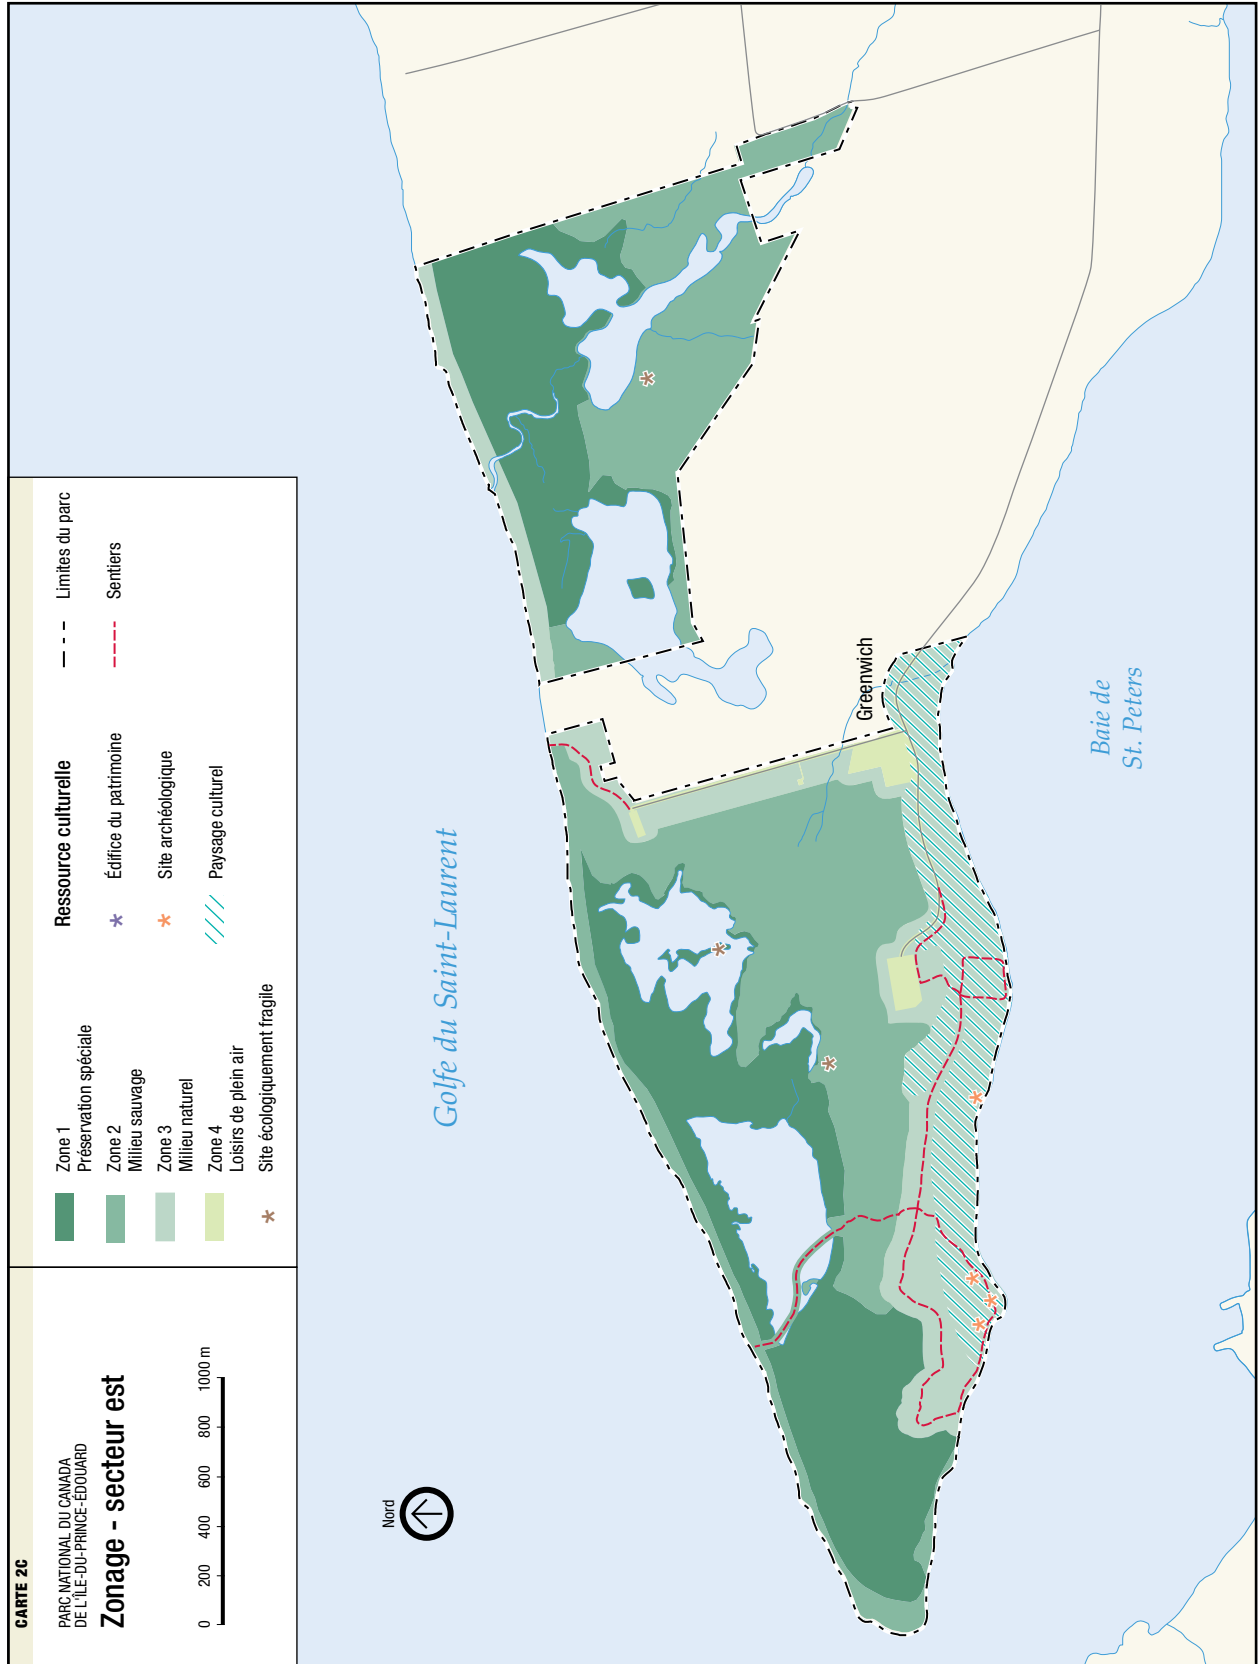 CARTE 2C
PARC NATIONAL DU CANADA
DE L'ÎLE-DU-PRINCE-ÉDOUARD
Zonage - secteur est
0 200 400 600 800 1000 m
Zone 1
Préservation spéciale
Zone 2
Milieu sauvage
Zone 3
Milieu naturel
Zone 4
Loisirs de plein air
Site écologiquement fragile
Ressource culturelle
Édifice du patrimoine
Site archéologique
Paysage culturel
Limites du parc
Sentiers
Nord
Golfe du Saint-Laurent
Greenwich
Baie de
St. Peters